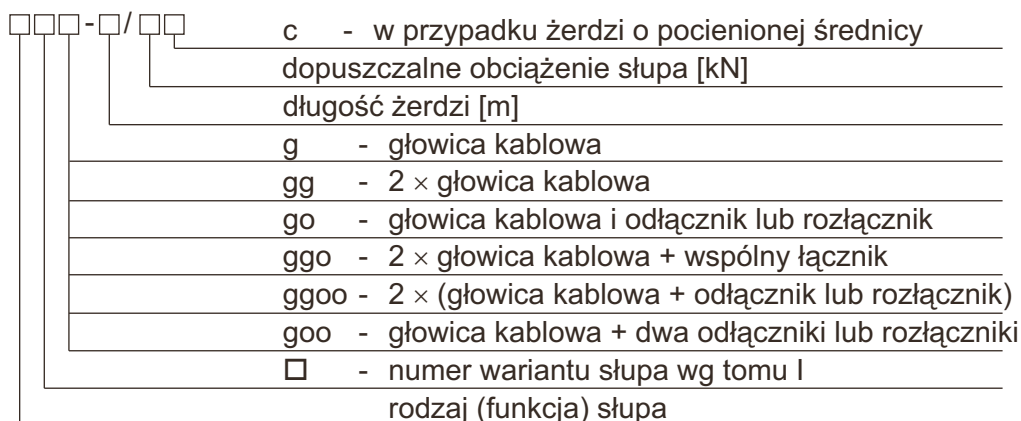 □□□-□/□□ c - w przypadku żerdzi o pocienionej średnicy
dopuszczalne obciążenie słupa [kN]
długość żerdzi [m]
g - głowica kablowa
gg - 2 × głowica kablowa
go - głowica kablowa i odłącznik lub rozłącznik
ggo - 2 × głowica kablowa + wspólny łącznik
ggoo - 2 × (głowica kablowa + odłącznik lub rozłącznik)
goo - głowica kablowa + dwa odłączniki lub rozłączniki
□ - numer wariantu słupa wg tomu I
rodzaj (funkcja) słupa